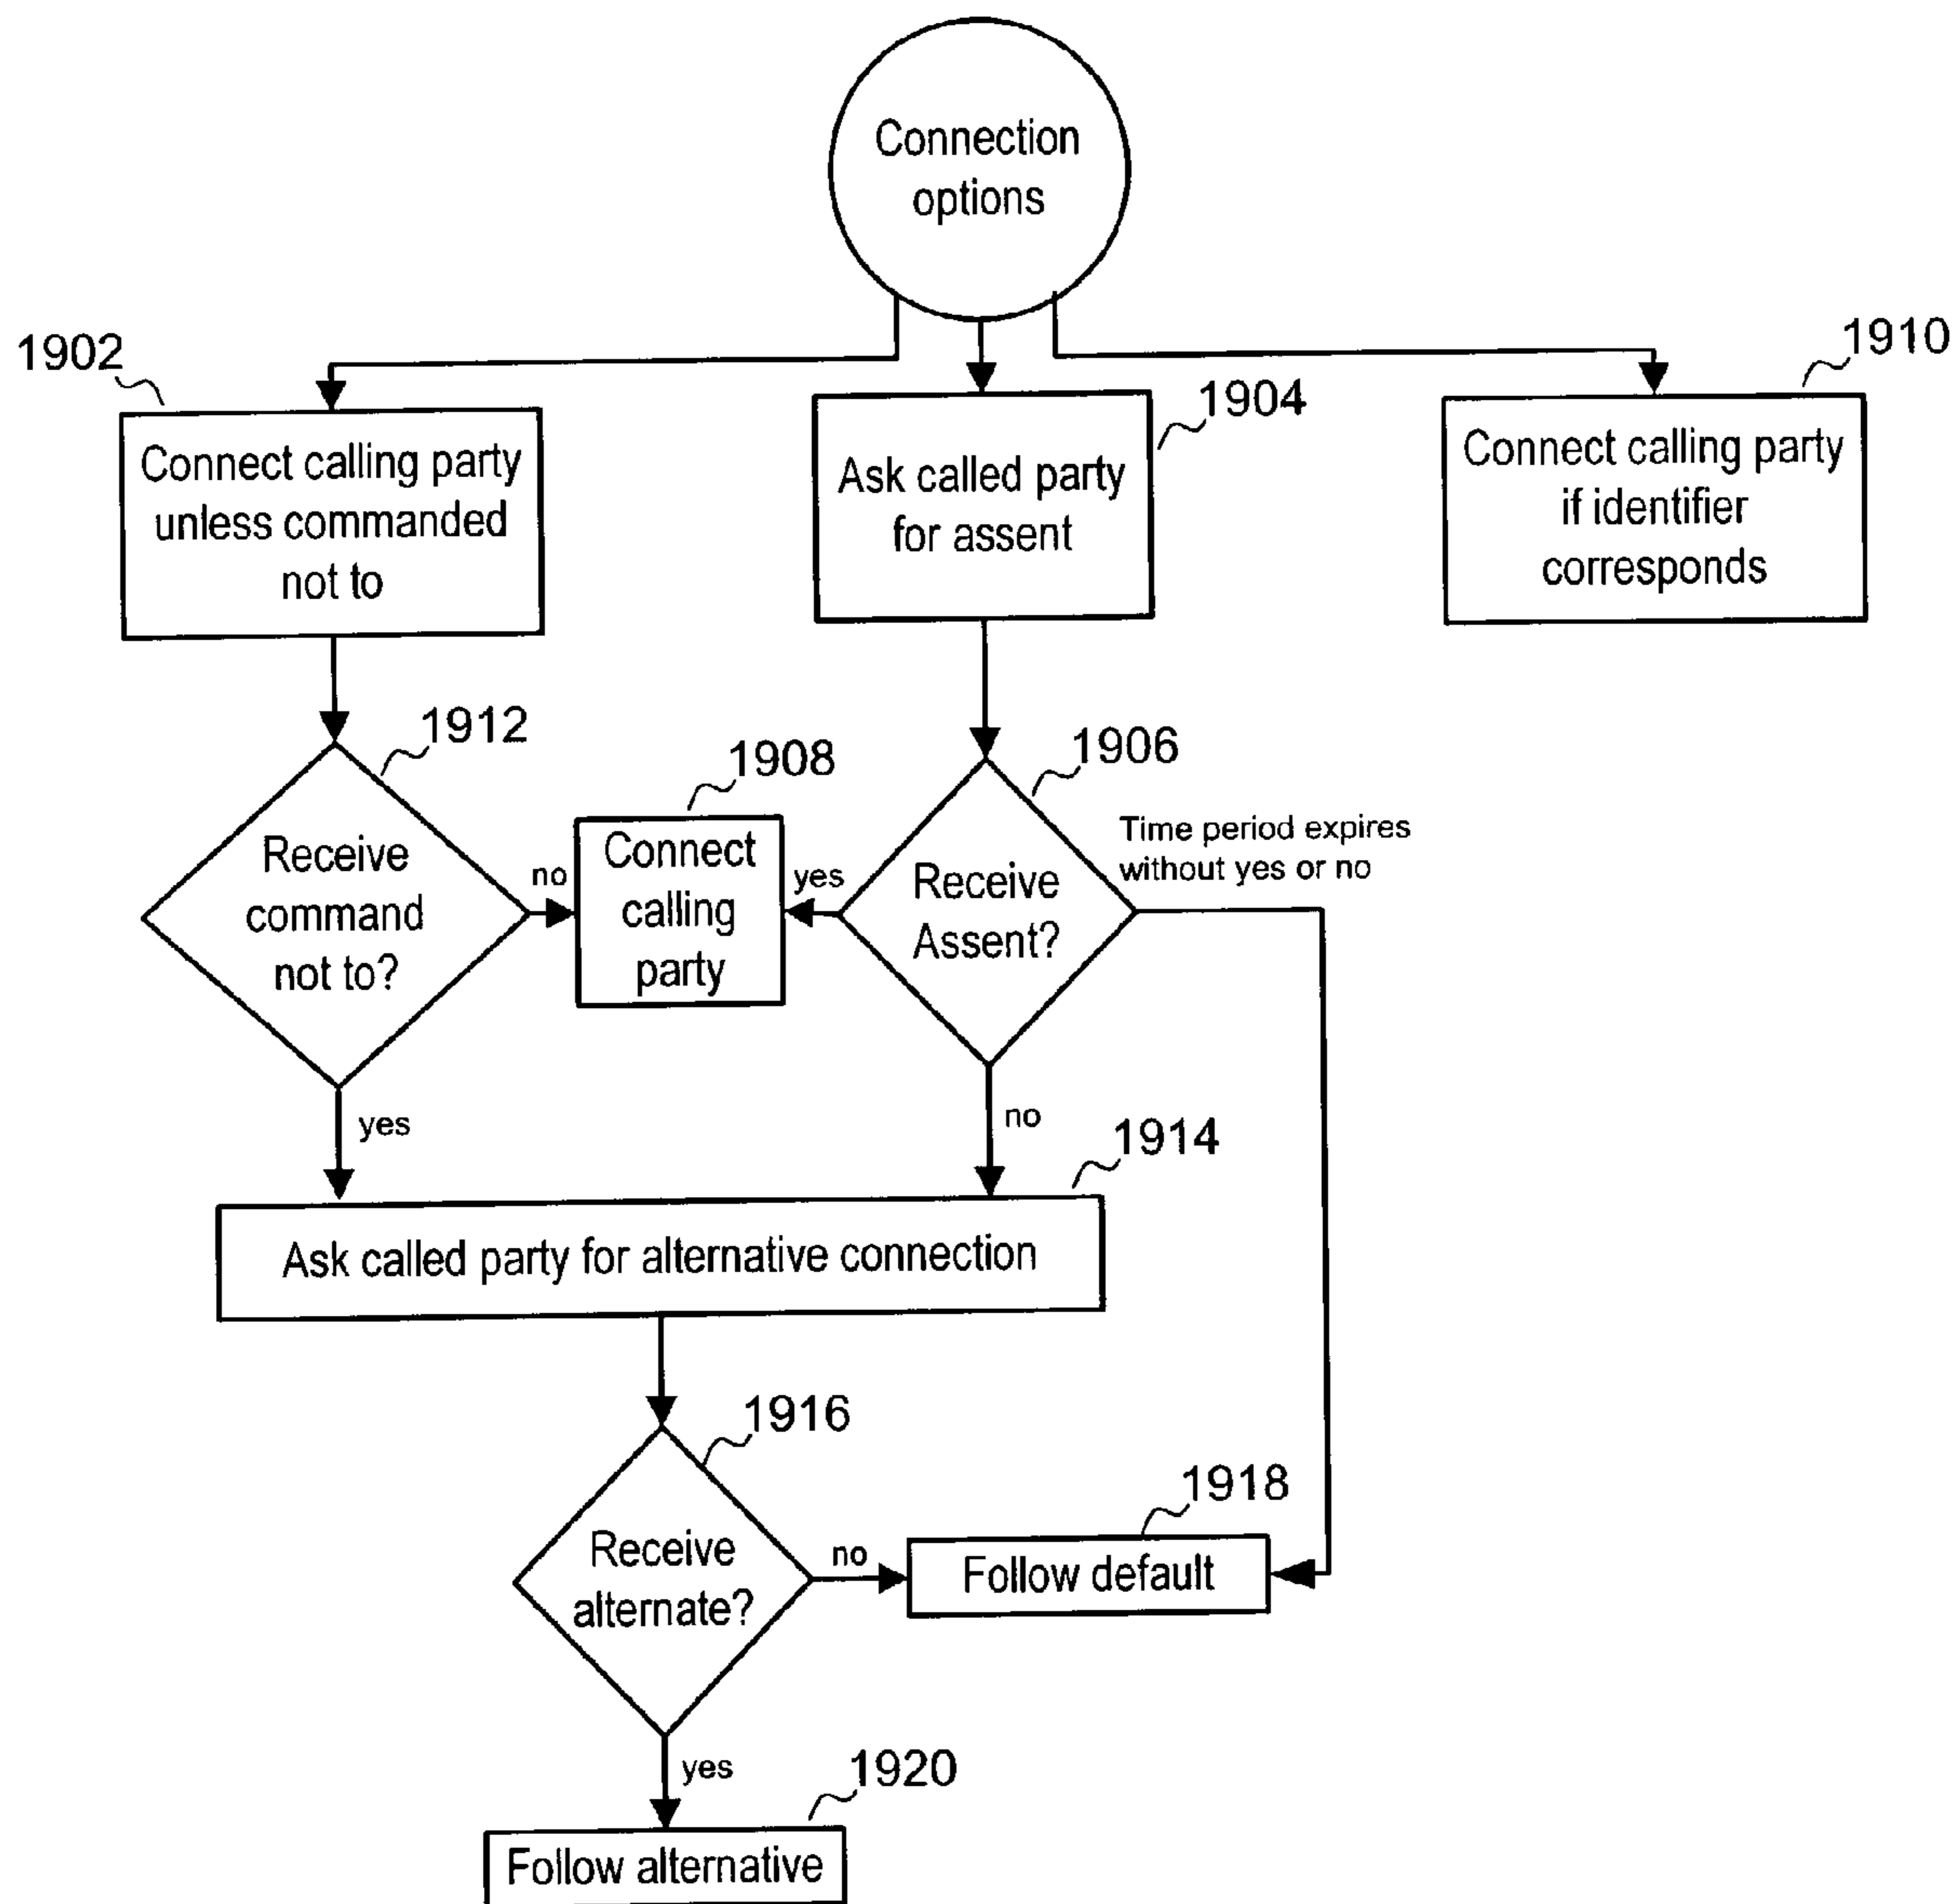 Connection
options
1902
1904
1910
Connect calling party
unless commanded
not to
Ask called party
for assent
Connect calling party
if identifier
corresponds
1912
1908
1906
Receive
command
not to?
no
Connect
calling
party
yes
Receive
Assent?
Time period expires
without yes or no
yes
no
1914
Ask called party for alternative connection
1916
1918
Receive
alternate?
no
Follow default
yes
1920
Follow alternative